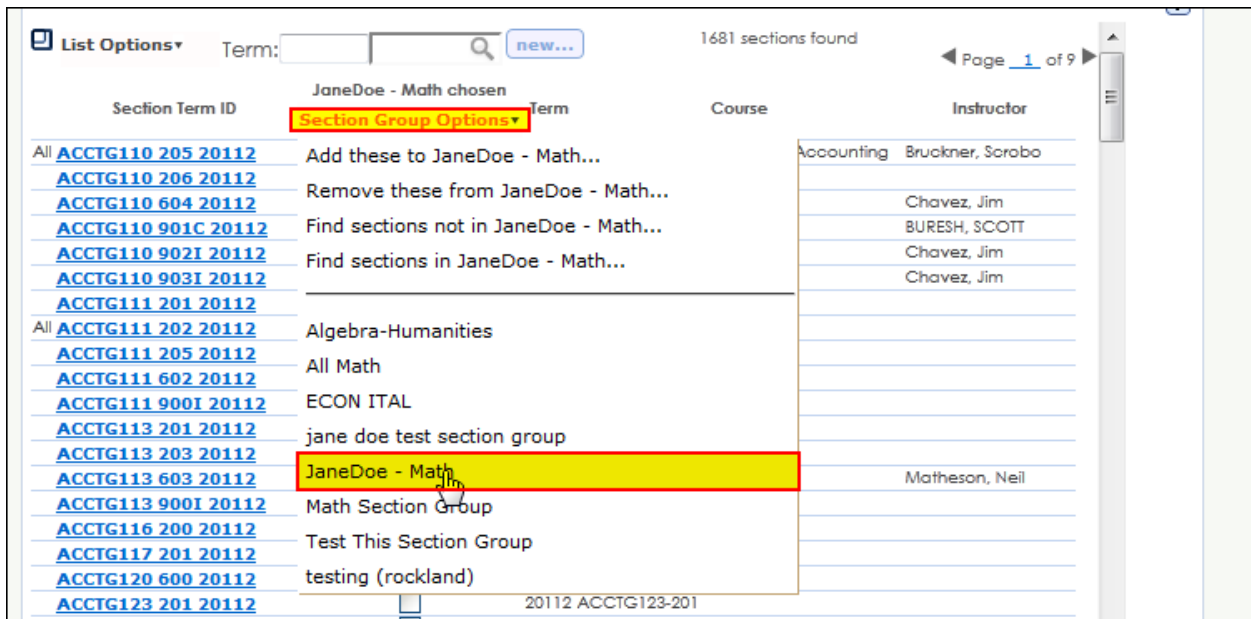 List Options▾ Term: new... 1681 sections found
Page 1 of 9
JaneDoe - Math chosen
Section Term ID Section Group Options▾ Term Course Instructor
All ACCTG110 205 20112 Add these to JaneDoe - Math... Accounting Bruckner, Scrobo
ACCTG110 206 20112
Remove these from JaneDoe - Math...
ACCTG110 604 20112 Chavez, Jim
ACCTG110 901C 20112 Find sections not in JaneDoe - Math... BURESH, SCOTT
ACCTG110 902I 20112 Find sections in JaneDoe - Math... Chavez, Jim
ACCTG110 903I 20112 Chavez, Jim
ACCTG111 201 20112
All ACCTG111 202 20112 Algebra-Humanities
ACCTG111 205 20112
All Math
ACCTG111 602 20112
ACCTG111 900I 20112 ECON ITAL
ACCTG113 201 20112
jane doe test section group
ACCTG113 203 20112
JaneDoe - Math
ACCTG113 603 20112 Matheson, Neil
ACCTG113 900I 20112 Math Section Group
ACCTG116 200 20112
Test This Section Group
ACCTG117 201 20112
ACCTG120 600 20112 testing (rockland)
ACCTG123 201 20112 20112 ACCTG123-201